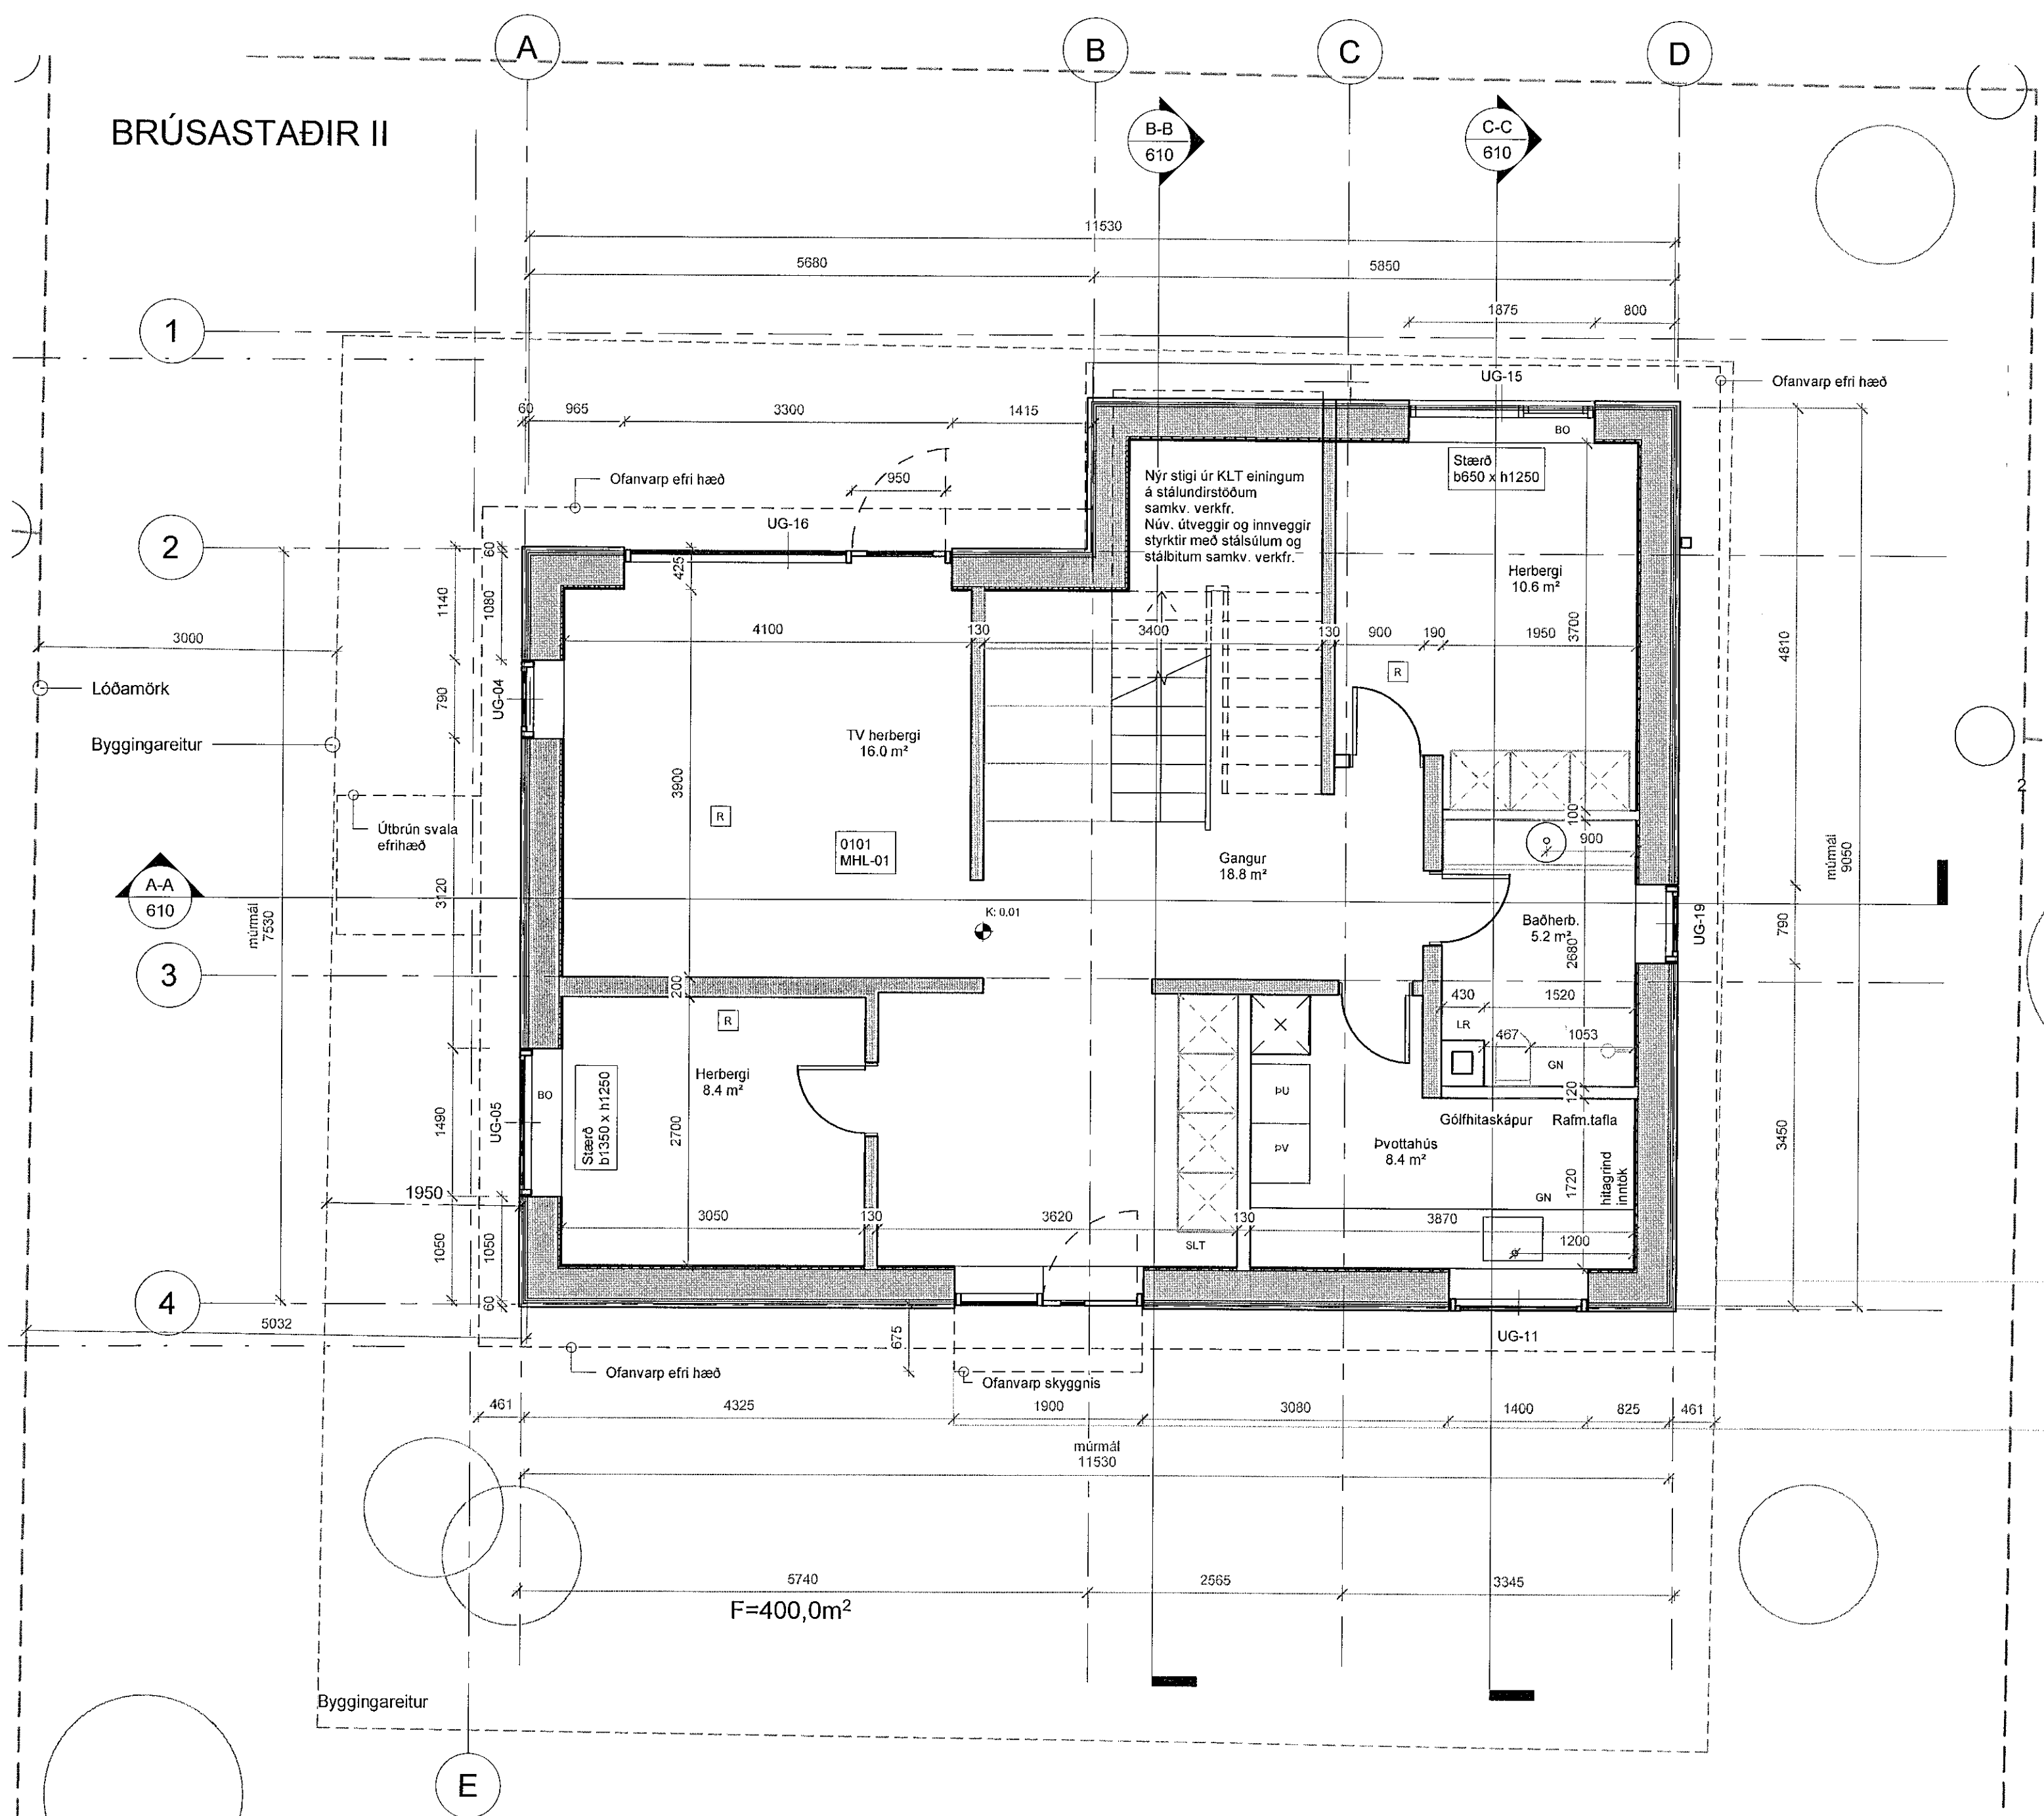 A
B
C
D
BRÚSASTAÐIR II
B-B
610
C-C
610
11530
5680
5850
1875
800
1
UG-15
Ofanvarp efri hæð
60
965
3300
1415
BO
Stærð
b650 x h1250
Ofanvarp efri hæð
950
Nýr stigi úr KLT einingum
á stálundirstöðum
samkv. verkfr.
Núv. útveggir og innveggir
styrktir með stálsúlum og
stálbitum samkv. verkfr.
UG-16
2
60
425
Herbergi
10.6 m²
1140
1080
3000
4100
130
3400
130
900
190
1950
3700
4810
R
Lóðamörk
790
UG-04
Byggingareitur
TV herbergi
16.0 m²
3900
2
Útbrún svala
efrihæð
R
0101
MHL-01
100
900
Gangur
18.8 m²
múrmál
9050
A-A
610
3120
múrmál
7530
K: 0,01
Baðherb.
5.2 m²
2680
UG-19
790
3
200
430
1520
R
LR
467
1053
GN
Herbergi
8.4 m²
Stærð
b1350 x h1250
BO
UG-05
1490
2700
ÞU
ÞV
120
Gólfhitaskápur
Rafm.tafla
Þvottahús
8.4 m²
3450
1720
hitagrind
inntök
GN
1950
3050
130
3620
130
3870
1200
SLT
1050
1050
60
4
5032
675
UG-11
Ofanvarp efri hæð
Ofanvarp skyggnis
461
4325
1900
3080
1400
825
461
múrmál
11530
5740
2565
3345
F=400,0m²
Byggingareitur
E